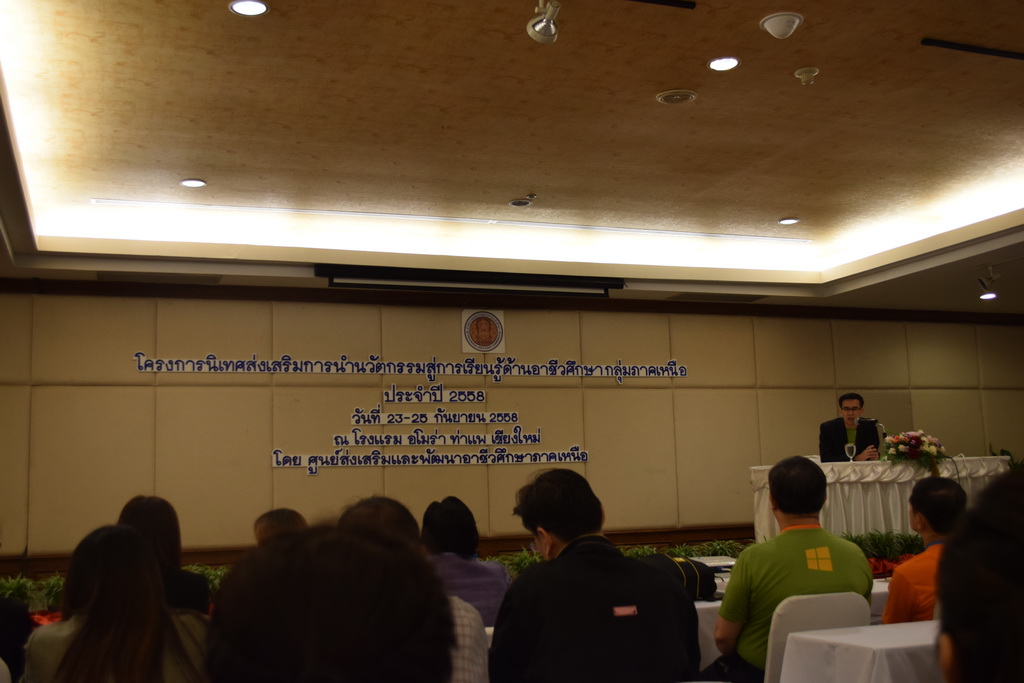 โครงการนิเทศส่งเสริมการนำนวัตกรรมสู่การเรียนรู้ด้านอาชีวศึกษา กลุ่มภาคเหนือ
ประจำปี 2558
วันที่ 23-25 กันยายน 2558
ณ โรงแรม อโมร่า ท่าแพ เชียงใหม่
โดย ศูนย์ส่งเสริมและพัฒนาอาชีวศึกษาภาคเหนือ